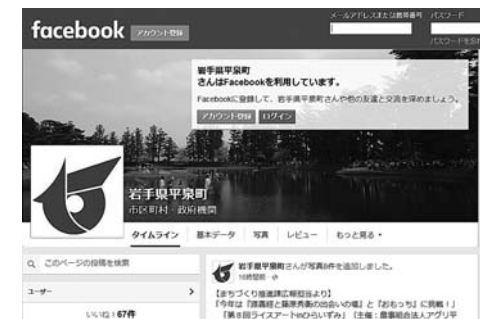 facebook
アカウント登録
メールアドレスまたは携帯番号
パスワード
岩手県平泉町
さんはFacebookを利用しています。
Facebookに登録して、岩手県平泉町さんや他の友達と交流を深めましょう。
アカウント登録 ログイン
岩手県平泉町
市区町村・政府機関
タイムライン 基本データ 写真 レビュー もっと見る
このページの投稿を検索
ユーザー
いいね!67件
岩手県平泉町さんが写真8件を追加しました。
16時間前
【まちづくり推進課広報担当より】
「今年は『源義経と藤原秀衡の出会いの場』と『おもっち』に挑戦!」
「第8回ライスアートinひらいずみ」(主催:農事組合法人アグリ平